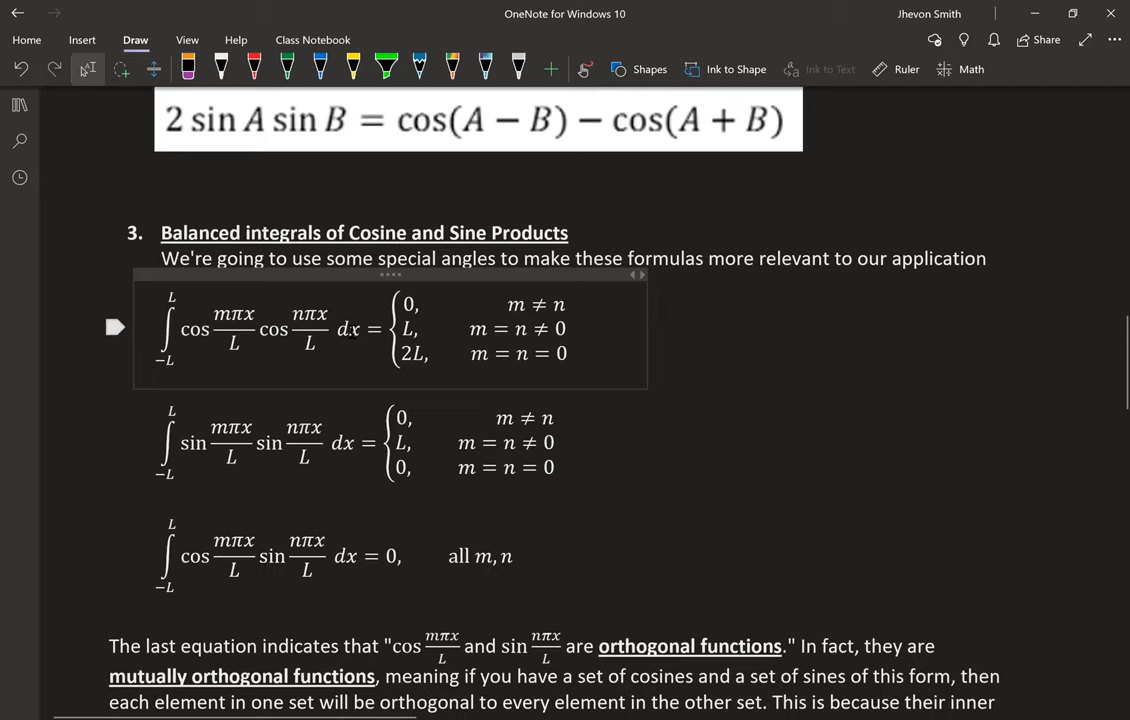 OneNote for Windows 10
Jhevon Smith
Home Insert Draw View Help Class Notebook
Share
Shapes Ink to Shape Ink to Text Ruler Math
2 sin A sin B = cos(A − B) − cos(A + B)
3. Balanced integrals of Cosine and Sine Products
We're going to use some special angles to make these formulas more relevant to our application
∫_{-L}^{L} cos (mπx/L) cos (nπx/L) dx = { 0, m ≠ n
L, m = n ≠ 0
2L, m = n = 0
∫_{-L}^{L} sin (mπx/L) sin (nπx/L) dx = { 0, m ≠ n
L, m = n ≠ 0
0, m = n = 0
∫_{-L}^{L} cos (mπx/L) sin (nπx/L) dx = 0, all m, n
The last equation indicates that "cos (mπx/L) and sin (nπx/L) are orthogonal functions." In fact, they are
mutually orthogonal functions, meaning if you have a set of cosines and a set of sines of this form, then
each element in one set will be orthogonal to every element in the other set. This is because their inner